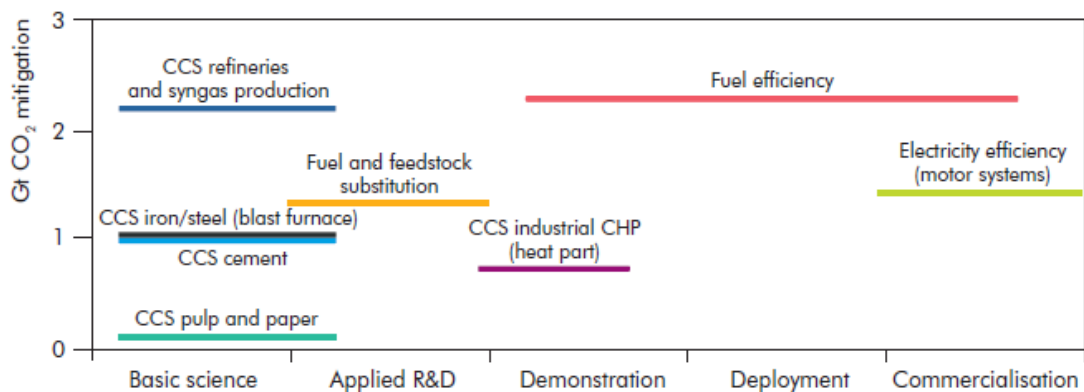 Gt CO2 mitigation
3
2
1
0
CCS refineries
and syngas production
Fuel efficiency
Fuel and feedstock
substitution
Electricity efficiency
(motor systems)
CCS iron/steel (blast furnace)
CCS cement
CCS industrial CHP
(heat part)
CCS pulp and paper
Basic science
Applied R&D
Demonstration
Deployment
Commercialisation